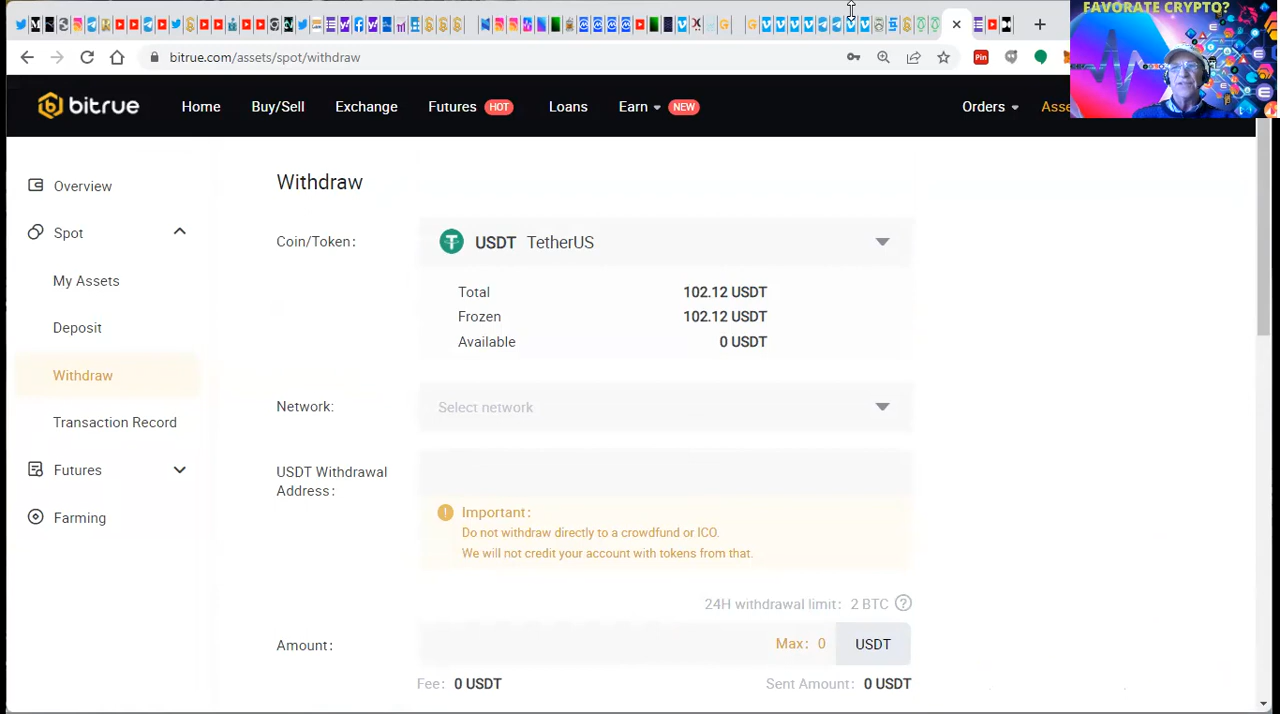 FAVORATE CRYPTO?
bitrue.com/assets/spot/withdraw
Pin
bitrue
Home
Buy/Sell
Exchange
Futures HOT
Loans
Earn NEW
Orders
Asse
Overview
Spot
My Assets
Deposit
Withdraw
Transaction Record
Futures
Farming
Withdraw
Coin/Token:
USDT TetherUS
Total 102.12 USDT
Frozen 102.12 USDT
Available 0 USDT
Network:
Select network
USDT Withdrawal
Address:
Important:
Do not withdraw directly to a crowdfund or ICO.
We will not credit your account with tokens from that.
24H withdrawal limit: 2 BTC
Amount:
Max: 0
USDT
Fee: 0 USDT
Sent Amount: 0 USDT